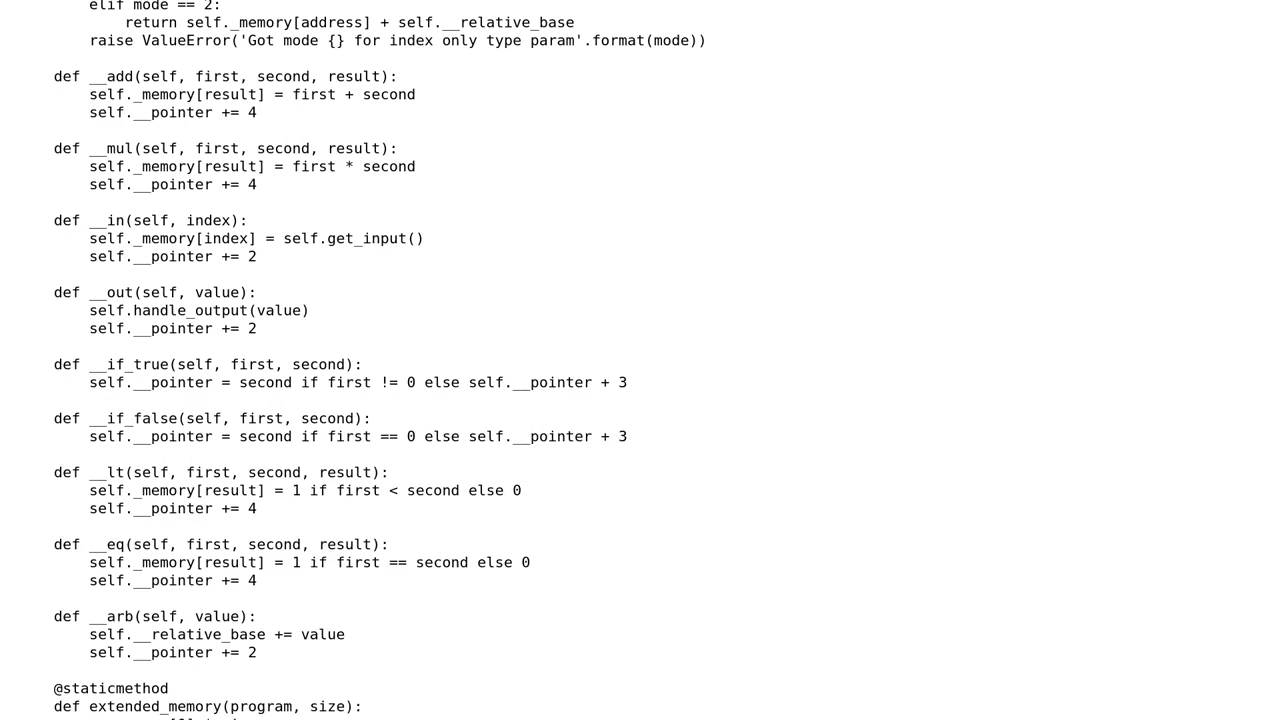 elif mode == 2:
        return self._memory[address] + self.__relative_base
    raise ValueError('Got mode {} for index only type param'.format(mode))

def __add(self, first, second, result):
    self._memory[result] = first + second
    self.__pointer += 4

def __mul(self, first, second, result):
    self._memory[result] = first * second
    self.__pointer += 4

def __in(self, index):
    self._memory[index] = self.get_input()
    self.__pointer += 2

def __out(self, value):
    self.handle_output(value)
    self.__pointer += 2

def __if_true(self, first, second):
    self.__pointer = second if first != 0 else self.__pointer + 3

def __if_false(self, first, second):
    self.__pointer = second if first == 0 else self.__pointer + 3

def __lt(self, first, second, result):
    self._memory[result] = 1 if first < second else 0
    self.__pointer += 4

def __eq(self, first, second, result):
    self._memory[result] = 1 if first == second else 0
    self.__pointer += 4

def __arb(self, value):
    self.__relative_base += value
    self.__pointer += 2

@staticmethod
def extended_memory(program, size):